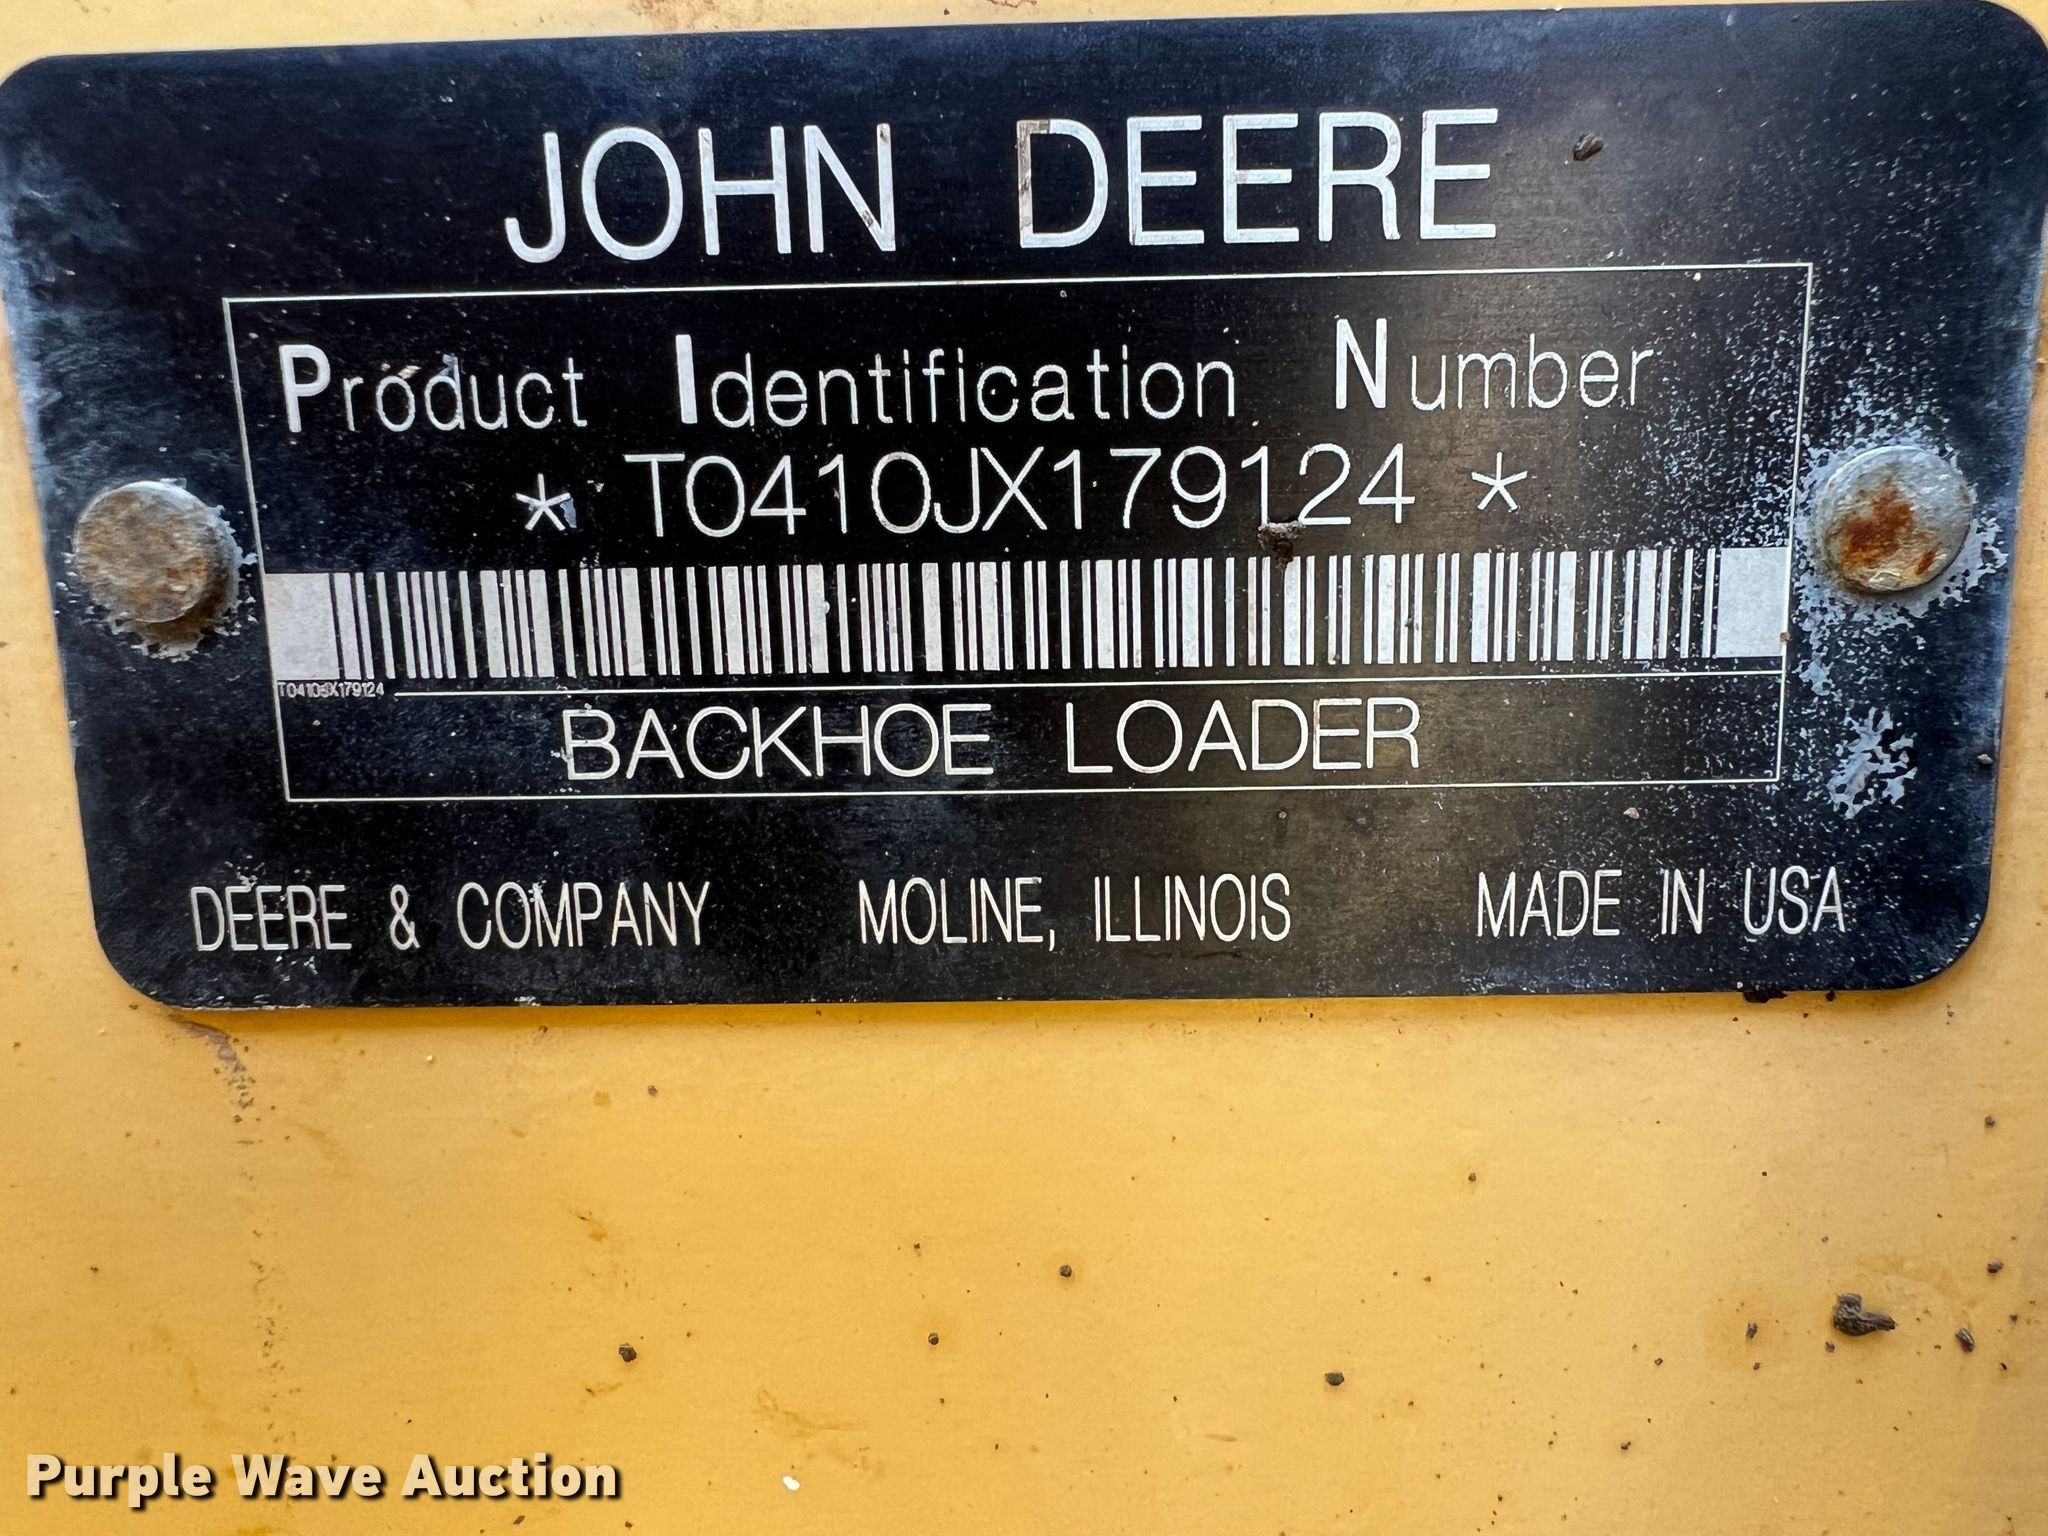 JOHN DEERE
Product Identification Number
* T0410JX179124 *
T0410JX179124
BACKHOE LOADER
DEERE & COMPANY MOLINE, ILLINOIS MADE IN USA
Purple Wave Auction